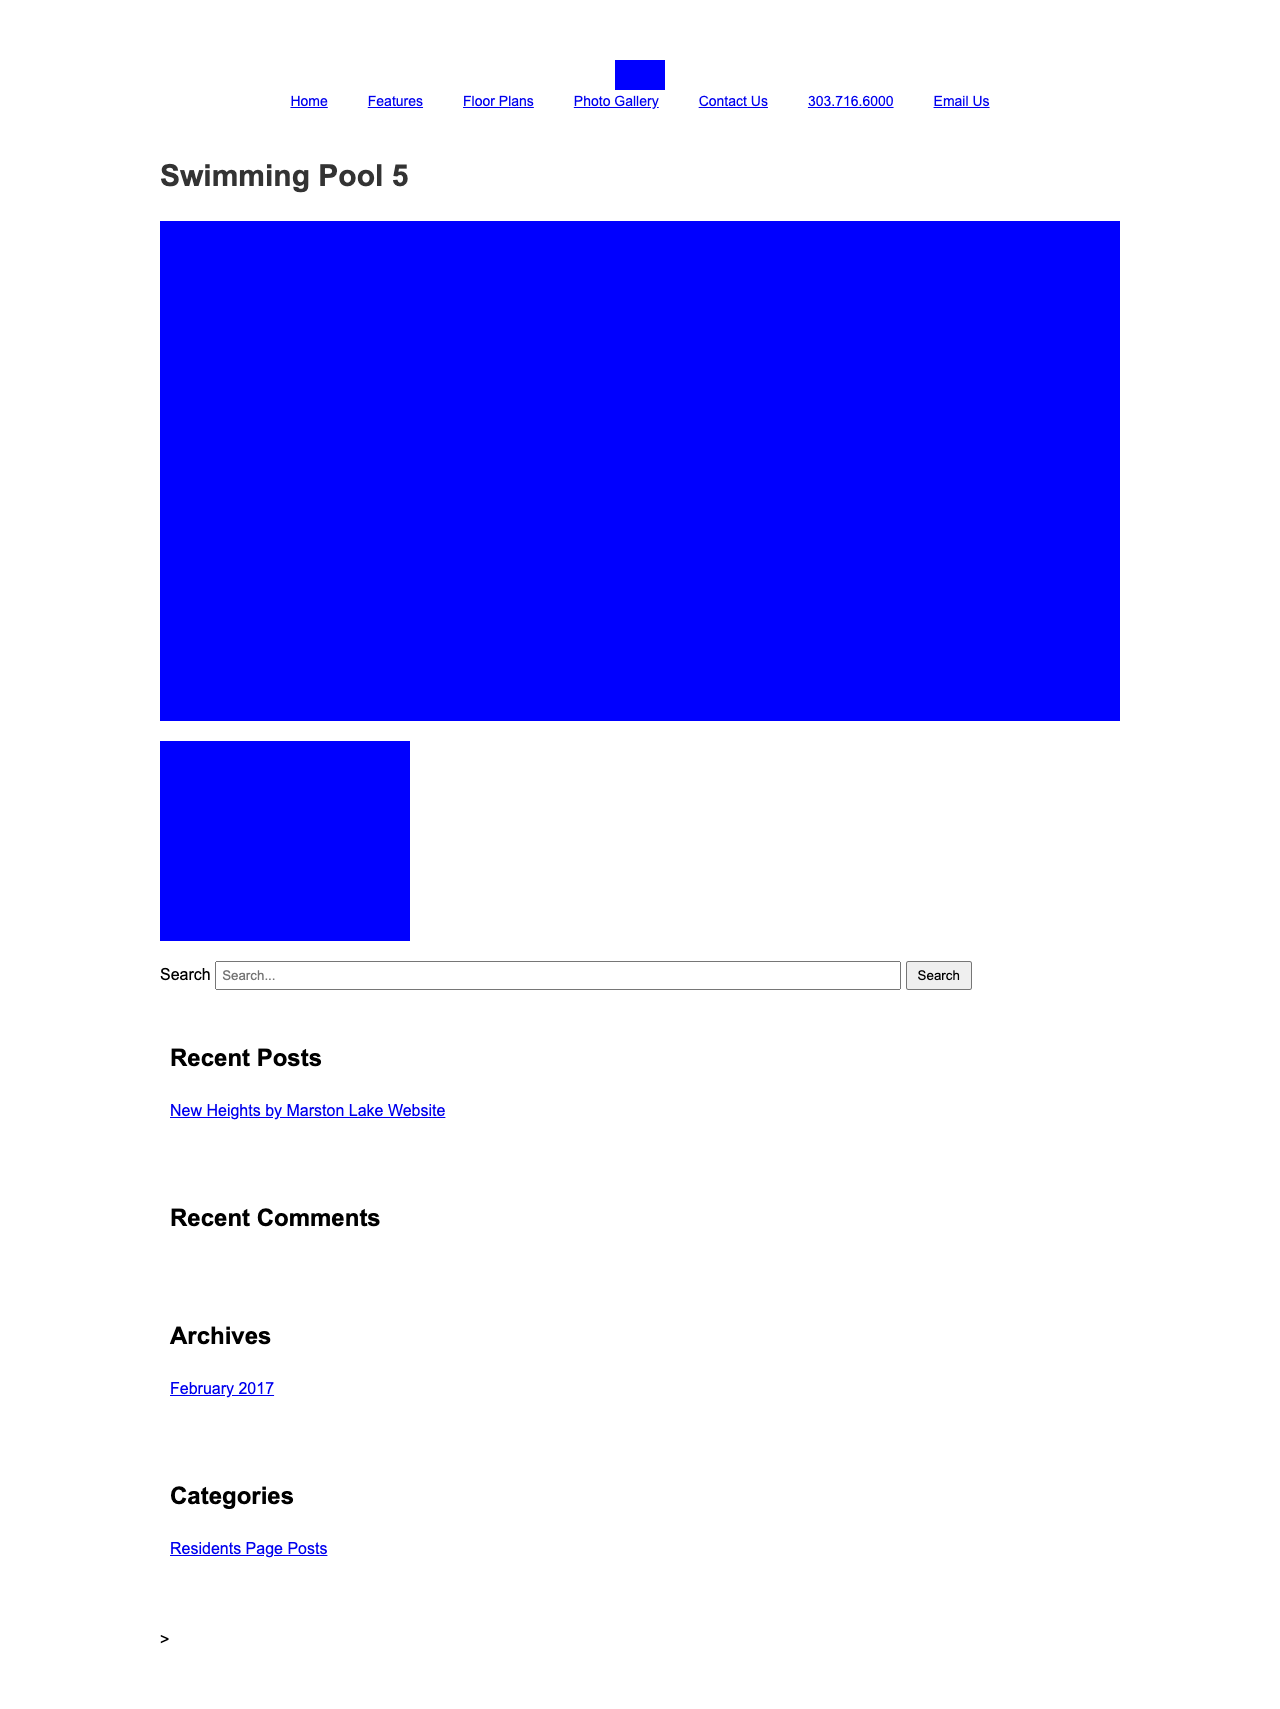 Home Features Floor Plans Photo Gallery Contact Us 303.716.6000 Email Us
Swimming Pool 5
Search Search... Search
Recent Posts
New Heights by Marston Lake Website
Recent Comments
Archives
February 2017
Categories
Residents Page Posts
>